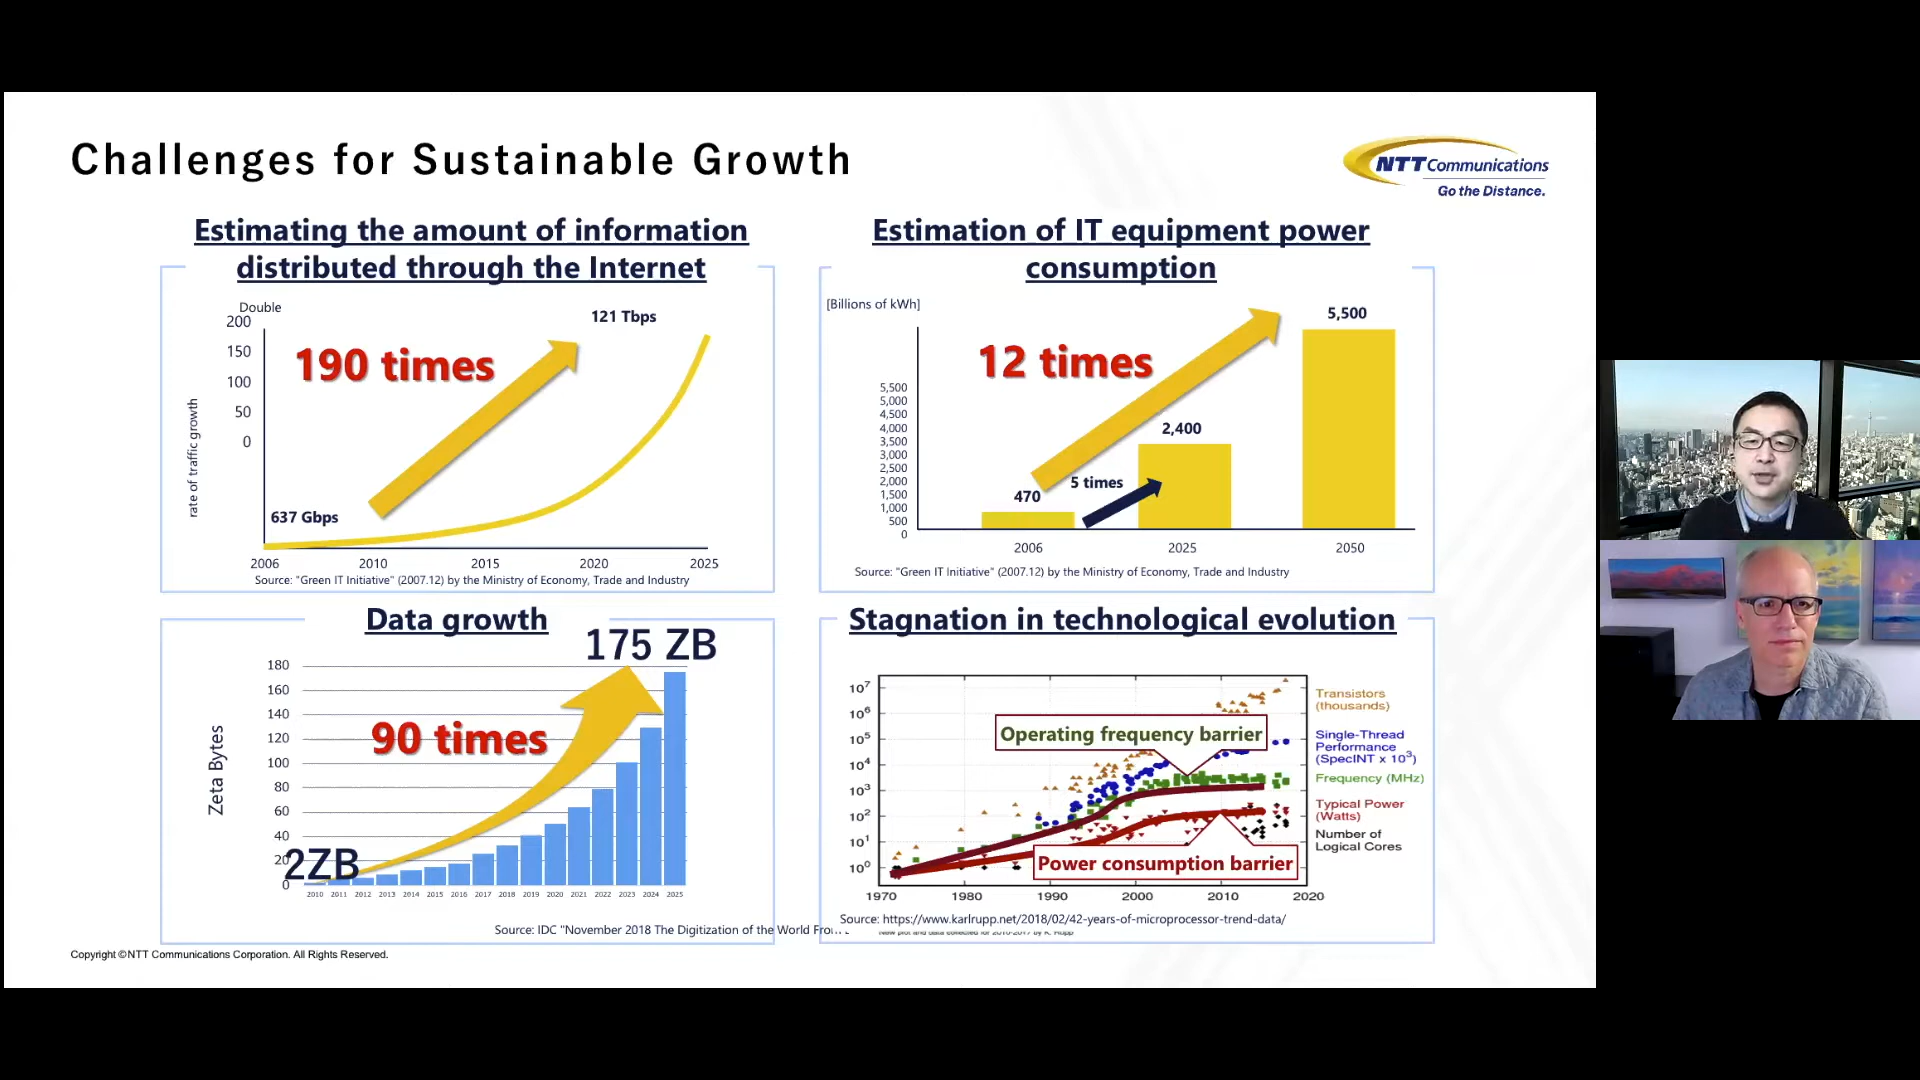 Challenges for Sustainable Growth
NTT Communications
Go the Distance.
Estimating the amount of information
distributed through the Internet
Double
200
150
100
50
0
rate of traffic growth
190 times
121 Tbps
637 Gbps
2006 2010 2015 2020 2025
Source: "Green IT Initiative" (2007.12) by the Ministry of Economy, Trade and Industry
Estimation of IT equipment power
consumption
[Billions of kWh]
12 times
5,500
5,500
5,000
4,500
4,000
3,500
3,000
2,500
2,000
1,500
1,000
500
0
2,400
470
5 times
2006 2025 2050
Source: "Green IT Initiative" (2007.12) by the Ministry of Economy, Trade and Industry
Data growth
175 ZB
180
160
140
120
100
80
60
40
20
0
Zeta Bytes
90 times
2ZB
2010 2011 2012 2013 2014 2015 2016 2017 2018 2019 2020 2021 2022 2023 2024 2025
Source: IDC "November 2018 The Digitization of the World From
Stagnation in technological evolution
10⁷
10⁶
10⁵
10⁴
10³
10²
10¹
10⁰
Operating frequency barrier
Power consumption barrier
Transistors
(thousands)
Single-Thread
Performance
(SpecINT x 10³)
Frequency (MHz)
Typical Power
(Watts)
Number of
Logical Cores
1970 1980 1990 2000 2010 2020
Source: https://www.karlrupp.net/2018/02/42-years-of-microprocessor-trend-data/
New plot and data collected for 2010-2017 by K. Rupp
Copyright © NTT Communications Corporation. All Rights Reserved.